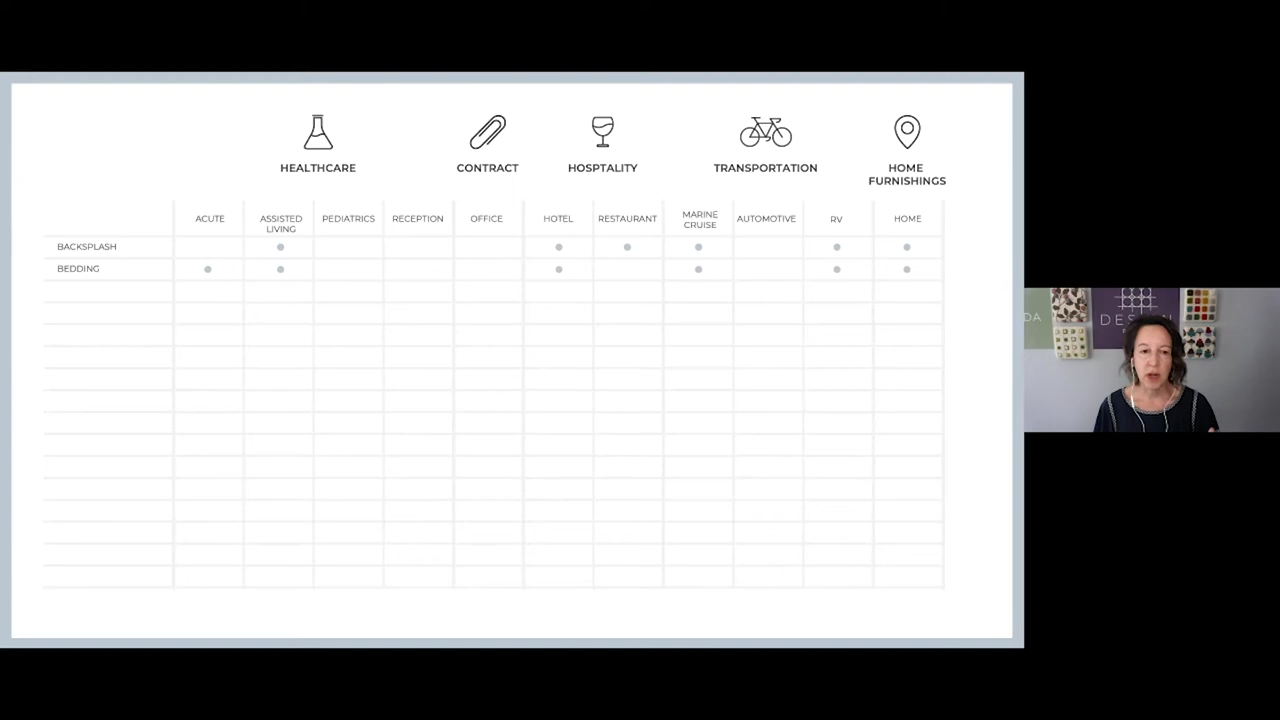 HEALTHCARE
CONTRACT
HOSPTALITY
TRANSPORTATION
HOME
FURNISHINGS
ACUTE
ASSISTED
LIVING
PEDIATRICS
RECEPTION
OFFICE
HOTEL
RESTAURANT
MARINE
CRUISE
AUTOMOTIVE
RV
HOME
BACKSPLASH
BEDDING
DA